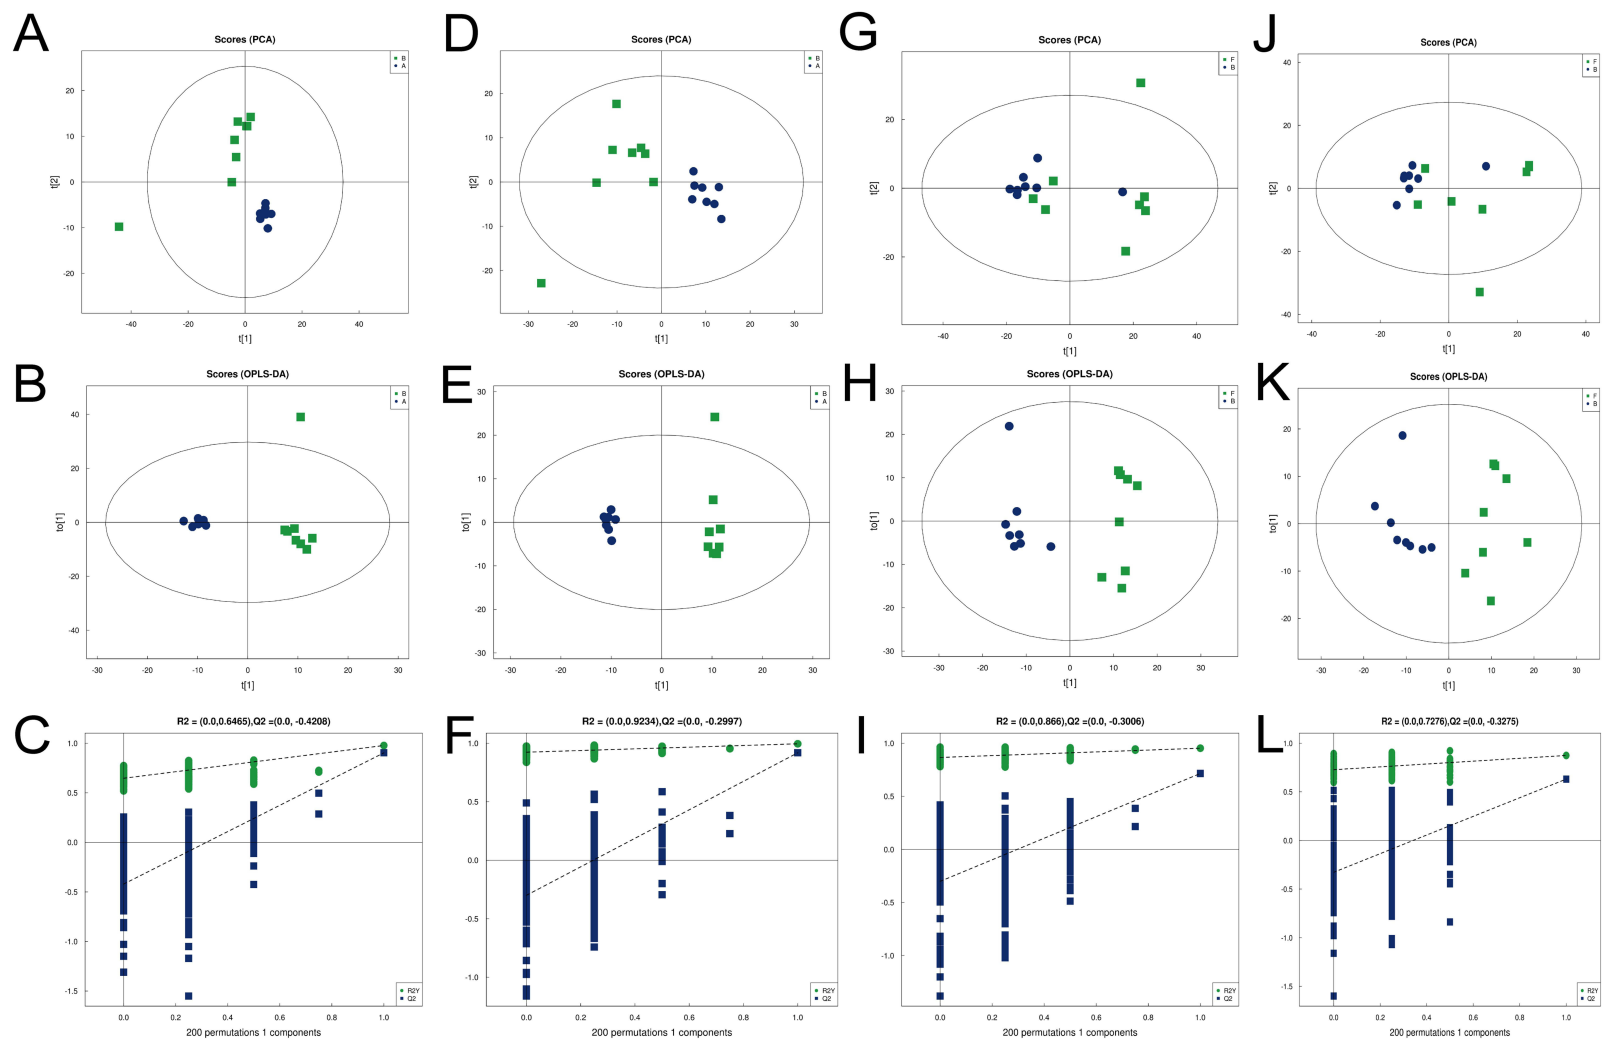 A
Scores (PCA)
B
A
t[2]
20
10
0
-10
-20
-40
-20
0
20
40
t[1]
D
Scores (PCA)
B
A
t[2]
20
10
0
-10
-20
-30
-20
-10
0
10
20
30
t[1]
G
Scores (PCA)
F
B
t[2]
20
0
-20
-40
-20
0
20
40
t[1]
J
Scores (PCA)
F
B
t[2]
40
20
0
-20
-40
-40
-20
0
20
40
t[1]
B
Scores (OPLS-DA)
B
A
to[1]
40
20
0
-20
-40
-30
-20
-10
0
10
20
30
t[1]
E
Scores (OPLS-DA)
B
A
to[1]
30
20
10
0
-10
-20
-30
-30
-20
-10
0
10
20
30
t[1]
H
Scores (OPLS-DA)
F
B
to[1]
30
20
10
0
-10
-20
-30
-30
-20
-10
0
10
20
30
t[1]
K
Scores (OPLS-DA)
F
B
to[1]
20
10
0
-10
-20
-30
-20
-10
0
10
20
30
t[1]
C
R2 = (0.0,0.6465),Q2 =(0.0, -0.4208)
1.0
0.5
0.0
-0.5
-1.0
-1.5
R2Y
Q2
0.0
0.2
0.4
0.6
0.8
1.0
200 permutations 1 components
F
R2 = (0.0,0.9234),Q2 =(0.0, -0.2997)
1.0
0.5
0.0
-0.5
-1.0
R2Y
Q2
0.0
0.2
0.4
0.6
0.8
1.0
200 permutations 1 components
I
R2 = (0.0,0.866),Q2 =(0.0, -0.3006)
1.0
0.5
0.0
-0.5
-1.0
R2Y
Q2
0.0
0.2
0.4
0.6
0.8
1.0
200 permutations 1 components
L
R2 = (0.0,0.7276),Q2 =(0.0, -0.3275)
1.0
0.5
0.0
-0.5
-1.0
-1.5
R2Y
Q2
0.0
0.2
0.4
0.6
0.8
1.0
200 permutations 1 components